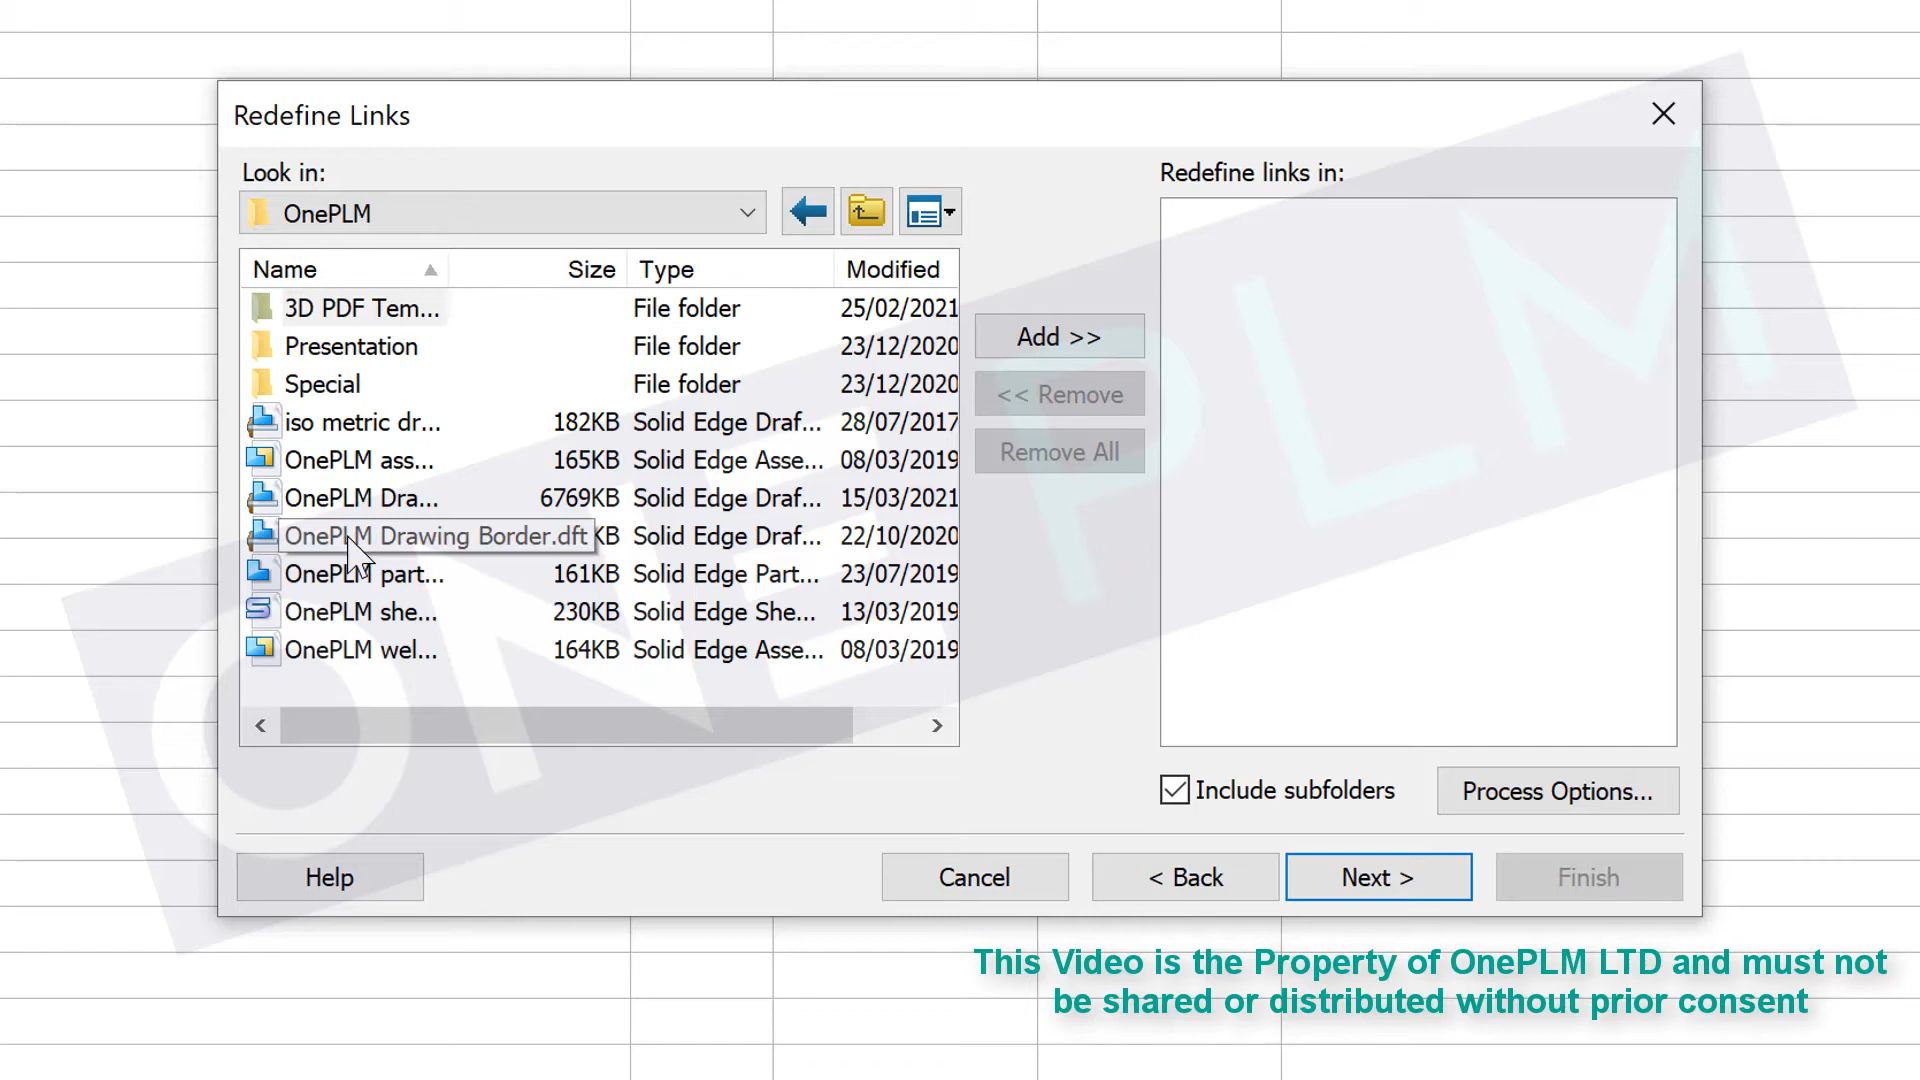 Redefine Links
Look in:
OnePLM
Name Size Type Modified
3D PDF Tem... File folder 25/02/2021
Presentation File folder 23/12/2020
Special File folder 23/12/2020
iso metric dr... 182KB Solid Edge Draf... 28/07/2017
OnePLM ass... 165KB Solid Edge Asse... 08/03/2019
OnePLM Dra... 6769KB Solid Edge Draf... 15/03/2021
OnePLM Drawing Border.dft KB Solid Edge Draf... 22/10/2020
OnePLM part... 161KB Solid Edge Part... 23/07/2019
OnePLM she... 230KB Solid Edge She... 13/03/2019
OnePLM wel... 164KB Solid Edge Asse... 08/03/2019
Add >>
<< Remove
Remove All
Redefine links in:
Include subfolders
Process Options...
Help
Cancel
< Back
Next >
Finish
ONE PLM
This Video is the Property of OnePLM LTD and must not
be shared or distributed without prior consent